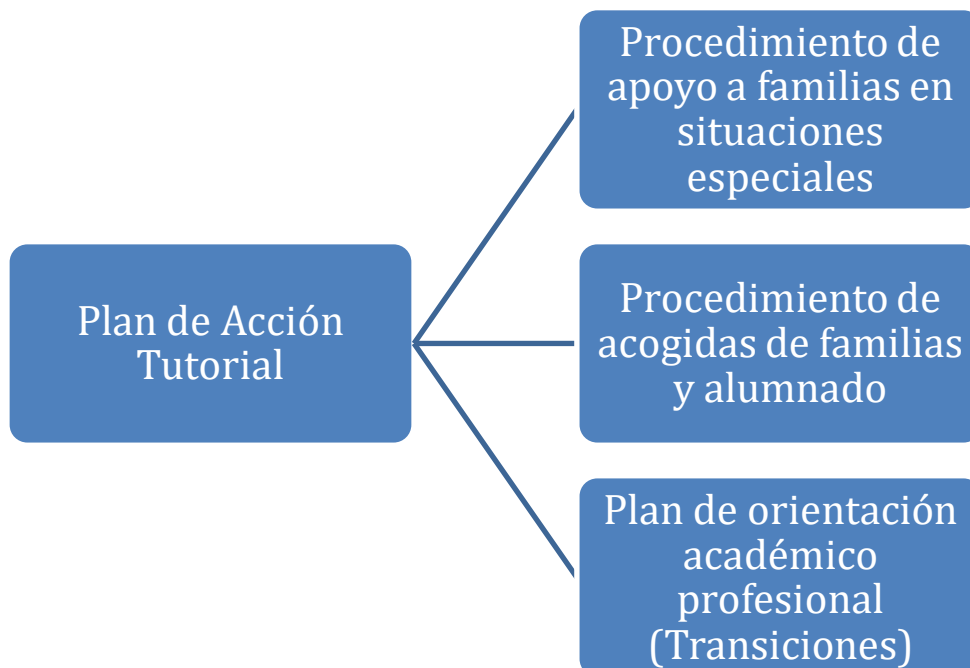 Procedimiento de
apoyo a familias en
situaciones
especiales
Plan de Acción
Tutorial
Procedimiento de
acogidas de familias
y alumnado
Plan de orientación
académico
profesional
(Transiciones)